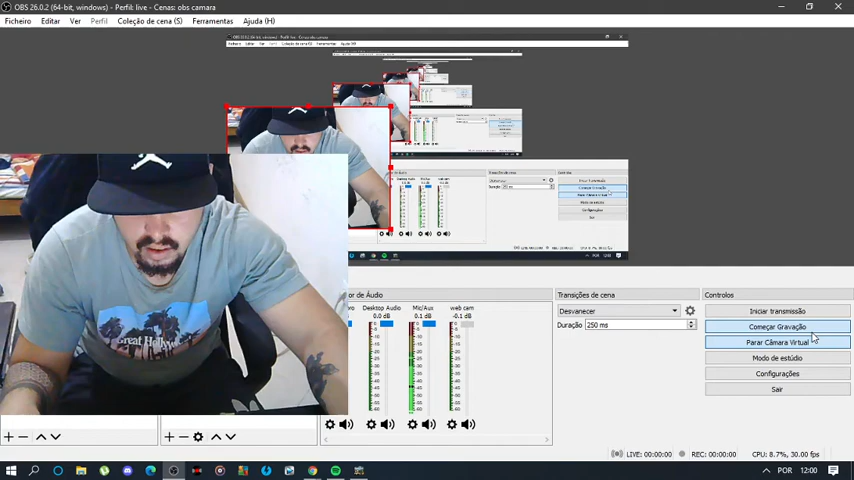 OBS 26.0.2 (64-bit, windows) - Perfil: live - Cenas: obs camara
Ficheiro Editar Ver Perfil Coleção de cena (S) Ferramentas Ajuda (H)
Great Hollyw
or de Áudio
Desktop Audio Mic/Aux web cam
0.0 dB 0.1 dB -0.1 dB
Transições de cena
Desvanecer
Duração 250 ms
Controlos
Iniciar transmissão
Começar Gravação
Parar Câmara Virtual
Modo de estúdio
Configurações
Sair
LIVE: 00:00:00 REC: 00:00:00 CPU: 8.7%, 30.00 fps
POR 12:00